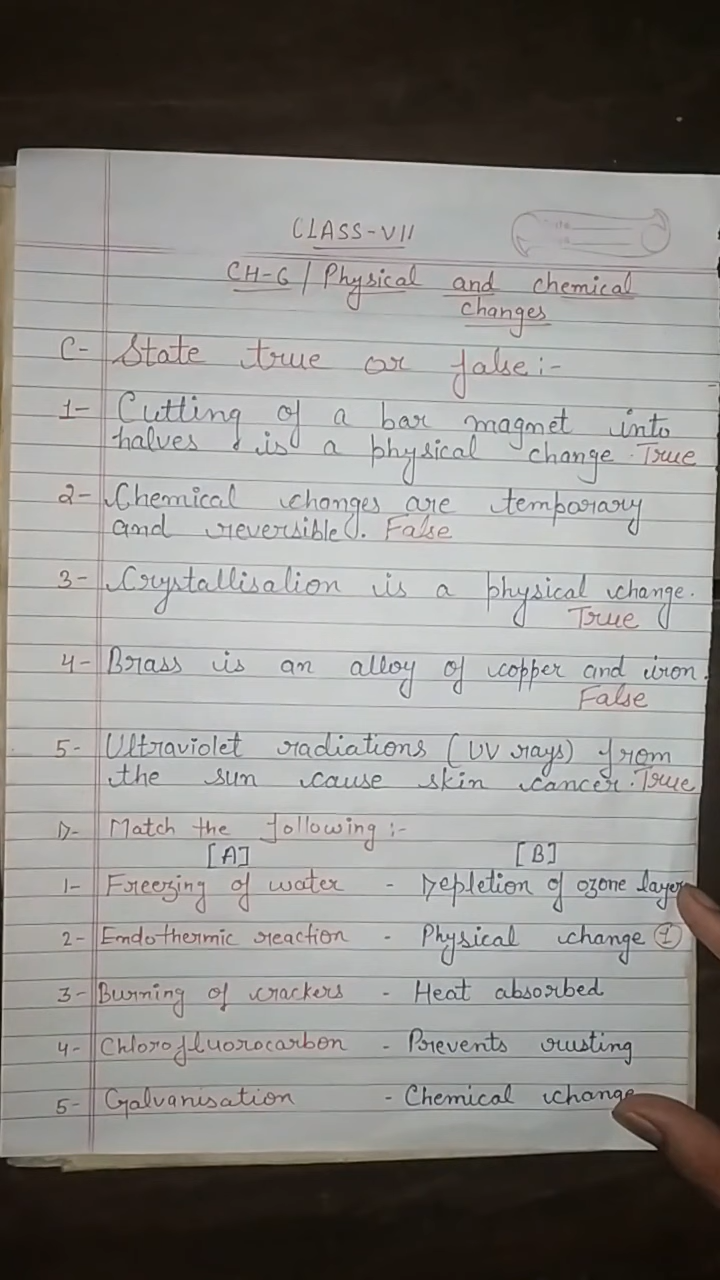 CLASS-VII
CH-6 / Physical and chemical
changes
C- State true or false :-
1- Cutting of a bar magnet into
halves is a physical change. True
2- Chemical changes are temporary
and reversible. False
3- Crystallisation is a physical change.
True
4- Brass is an alloy of copper and iron.
False
5- Ultraviolet radiations (UV rays) from
the sun cause skin cancer. True
D- Match the following :-
[A] [B]
1- Freezing of water - Depletion of ozone layer
2- Endothermic reaction - Physical change ①
3- Burning of crackers - Heat absorbed
4- Chlorofluorocarbon - Prevents rusting
5- Galvanisation - Chemical change